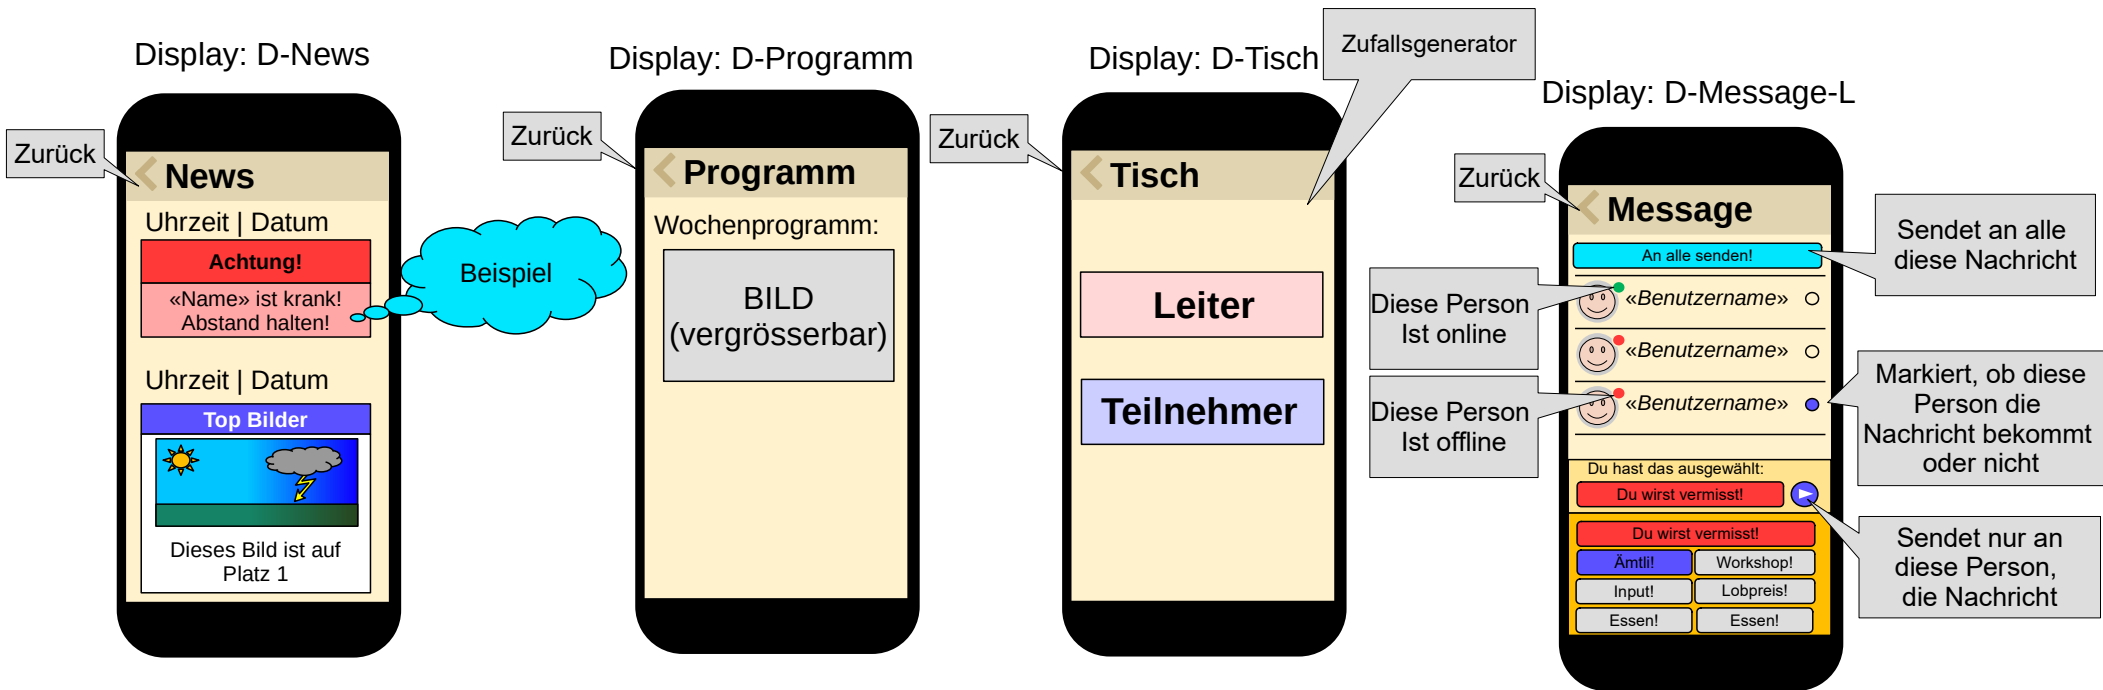 Display: D-News
Zurück
News
Uhrzeit | Datum
Achtung!
«Name» ist krank!
Abstand halten!
Beispiel
Uhrzeit | Datum
Top Bilder
Dieses Bild ist auf
Platz 1
Display: D-Programm
Zurück
Programm
Wochenprogramm:
BILD
(vergrösserbar)
Display: D-Tisch
Zufallsgenerator
Zurück
Tisch
Leiter
Teilnehmer
Display: D-Message-L
Zurück
Message
An alle senden!
Sendet an alle
diese Nachricht
Diese Person
Ist online
«Benutzername»
«Benutzername»
Diese Person
Ist offline
«Benutzername»
Markiert, ob diese
Person die
Nachricht bekommt
oder nicht
Du hast das ausgewählt:
Du wirst vermisst!
Sendet nur an
diese Person,
die Nachricht
Du wirst vermisst!
Ämtli!
Workshop!
Input!
Lobpreis!
Essen!
Essen!